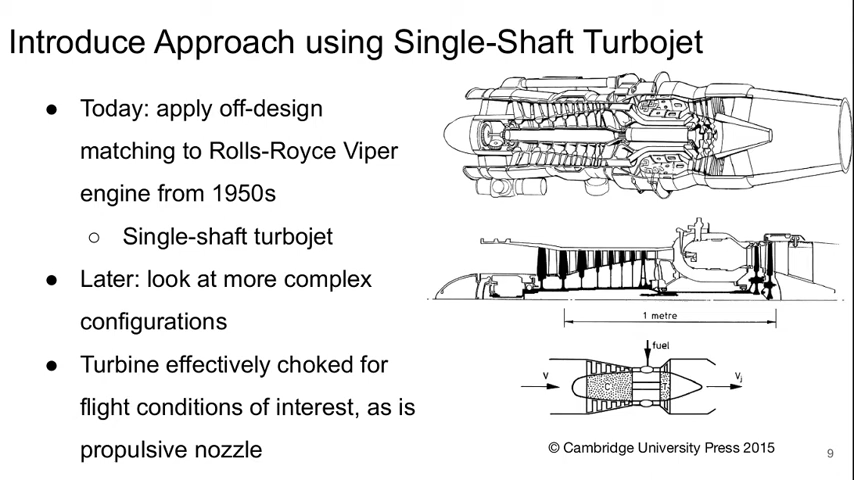 Introduce Approach using Single-Shaft Turbojet
● Today: apply off-design
matching to Rolls-Royce Viper
engine from 1950s
○ Single-shaft turbojet
● Later: look at more complex
configurations
● Turbine effectively choked for
flight conditions of interest, as is
propulsive nozzle
1 metre
fuel
V
C
T
Vj
© Cambridge University Press 2015
9